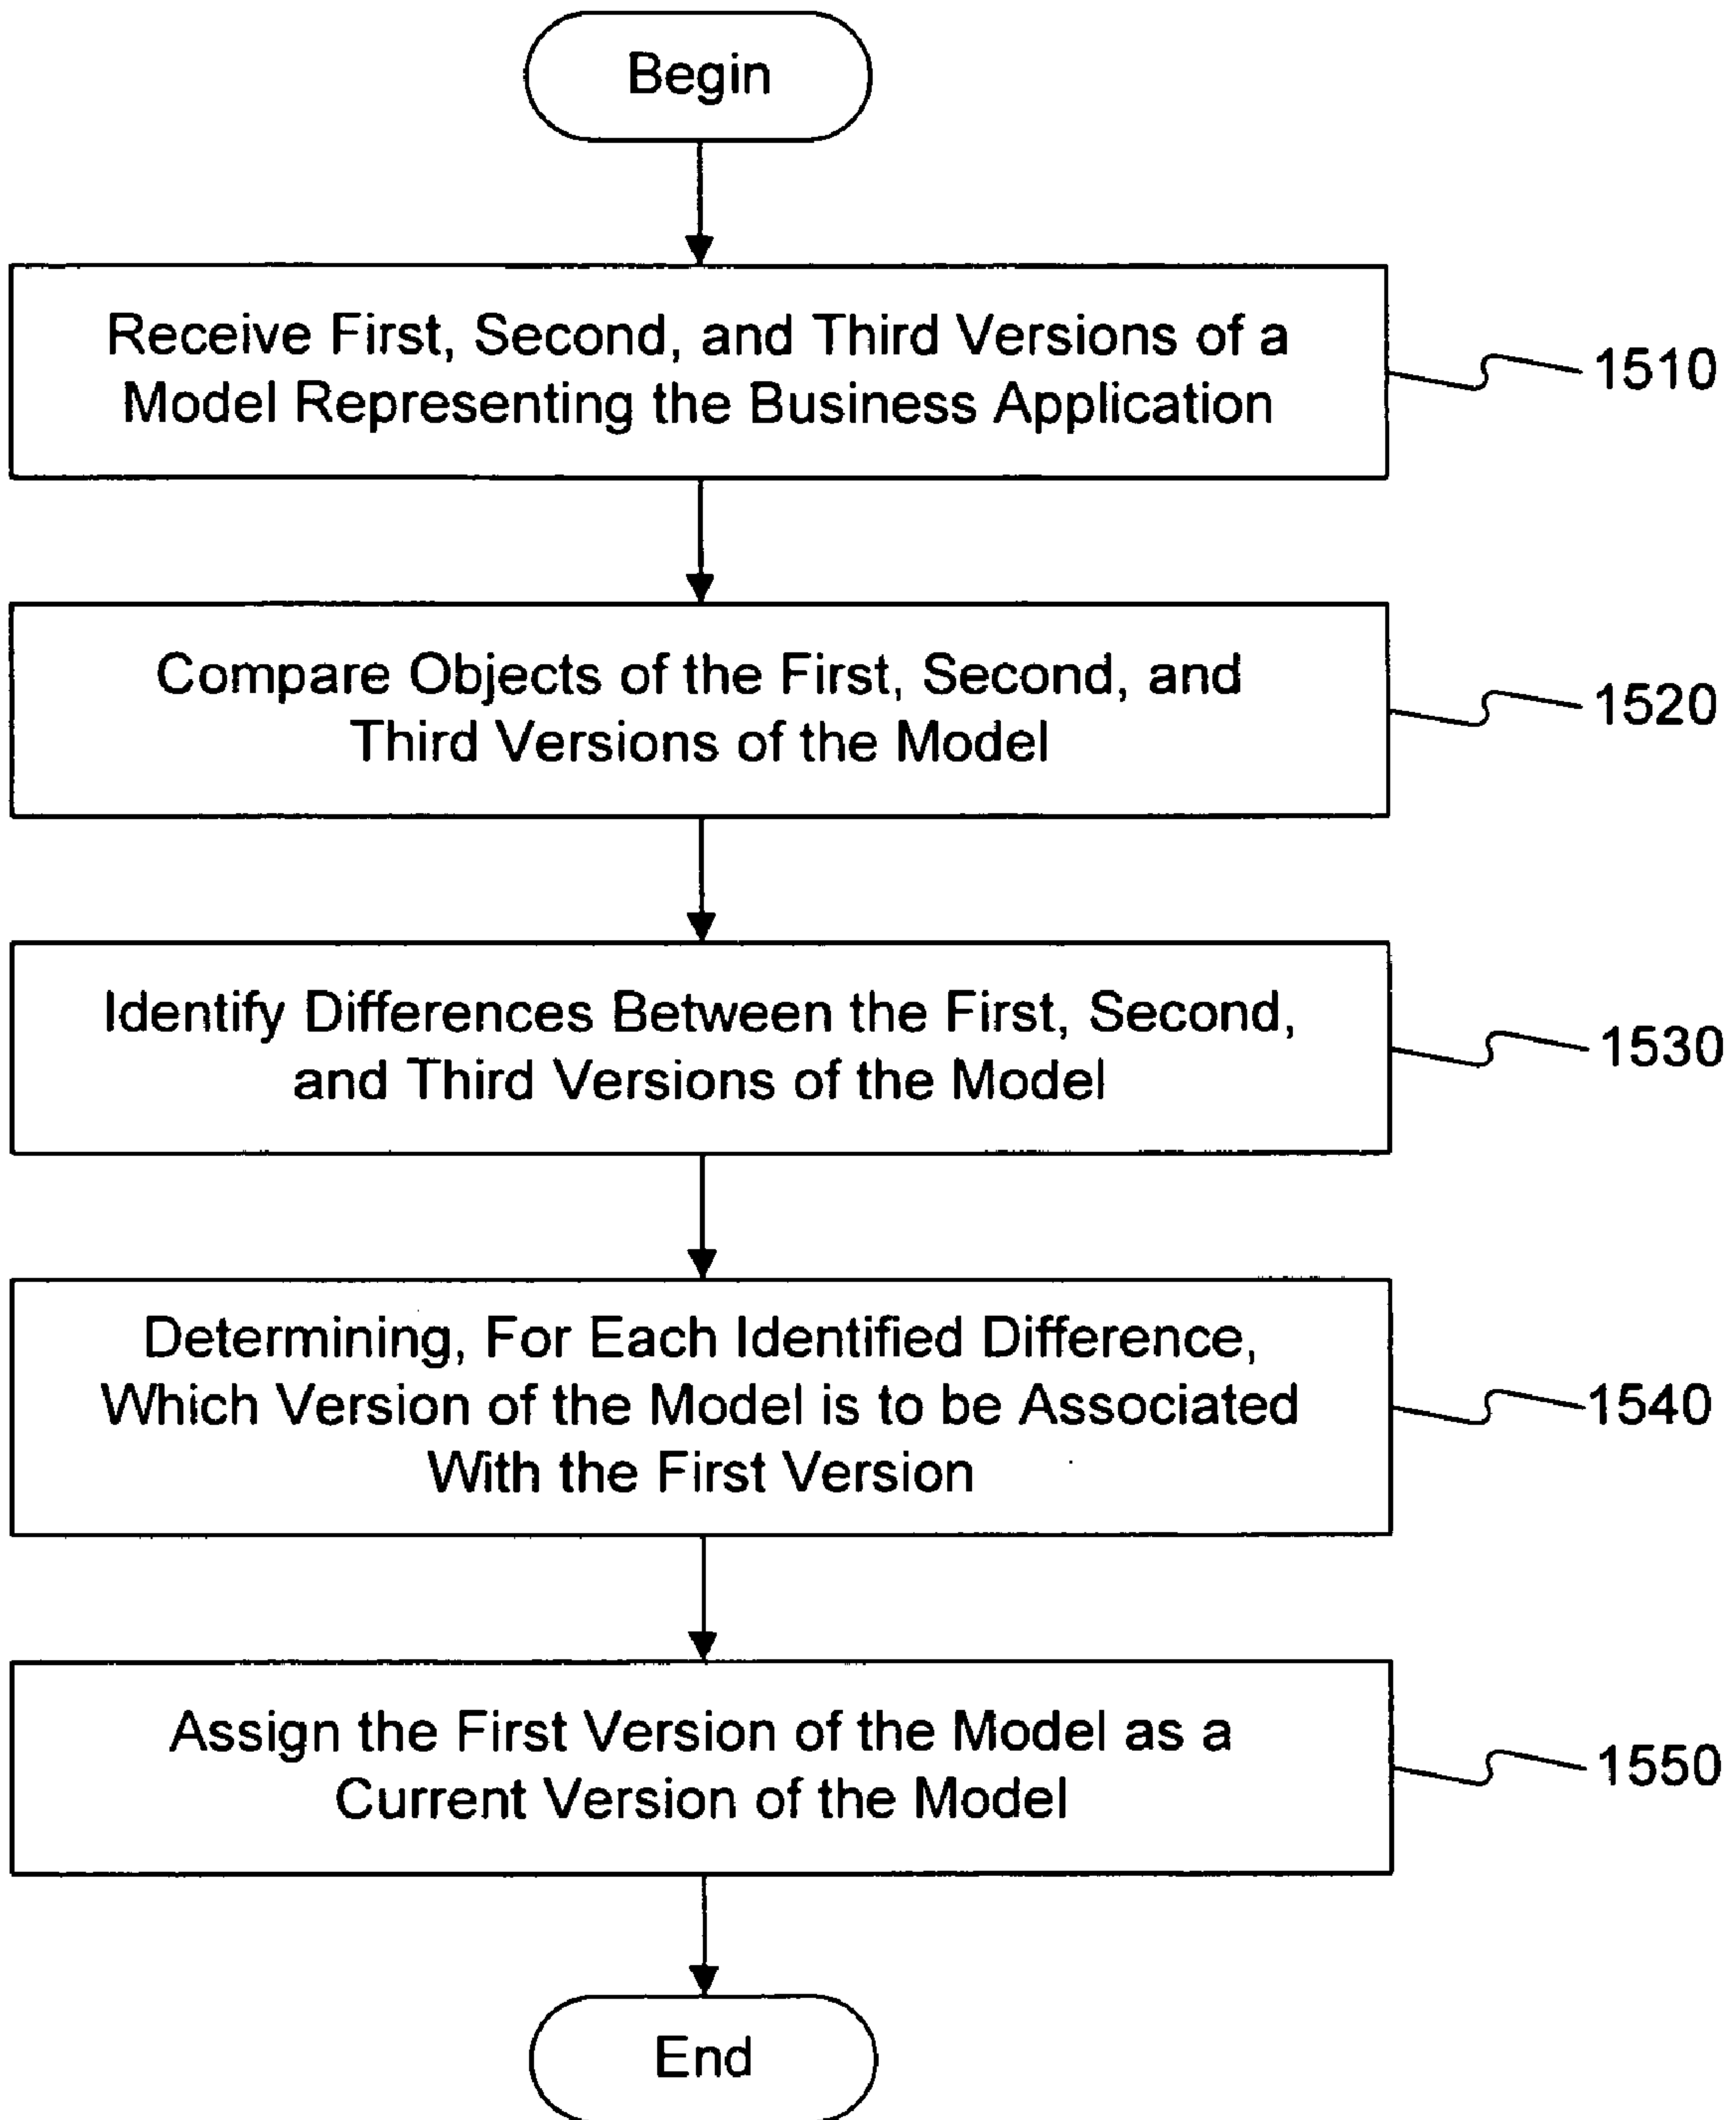 Begin
Receive First, Second, and Third Versions of a
Model Representing the Business Application
1510
Compare Objects of the First, Second, and
Third Versions of the Model
1520
Identify Differences Between the First, Second,
and Third Versions of the Model
1530
Determining, For Each Identified Difference,
Which Version of the Model is to be Associated
With the First Version
1540
Assign the First Version of the Model as a
Current Version of the Model
1550
End